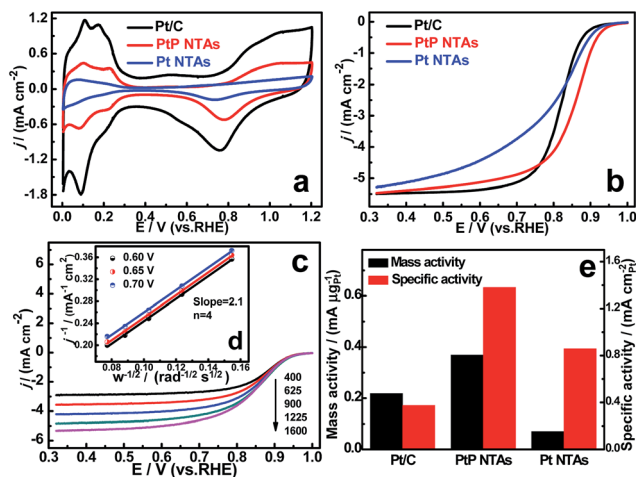 Pt/C
PtP NTAs
Pt NTAs
j / (mA cm-2)
1.2
0.6
0.0
-0.6
-1.2
-1.8
a
0.0 0.2 0.4 0.6 0.8 1.0 1.2
E / V (vs.RHE)
Pt/C
PtP NTAs
Pt NTAs
j / (mA cm-2)
0
-1
-2
-3
-4
-5
b
0.3 0.4 0.5 0.6 0.7 0.8 0.9 1.0
E / V (vs.RHE)
j / (mA cm-2)
4
2
0
-2
-4
-6
c
0.3 0.4 0.5 0.6 0.7 0.8 0.9 1.0
E / V (vs.RHE)
400
625
900
1225
1600
0.60 V
0.65 V
0.70 V
j-1 / (mA-1 cm2)
0.36
0.28
0.24
0.20
Slope=2.1
n=4
d
0.08 0.10 0.12 0.14 0.16
w-1/2 / (rad-1/2 s1/2)
Mass activity
Specific activity
e
Mass activity / (mA μg-1Pt)
0.6
0.4
0.2
0.0
Specific activity / (mA cm-2Pt)
1.6
1.2
0.8
0.4
0.0
Pt/C PtP NTAs Pt NTAs